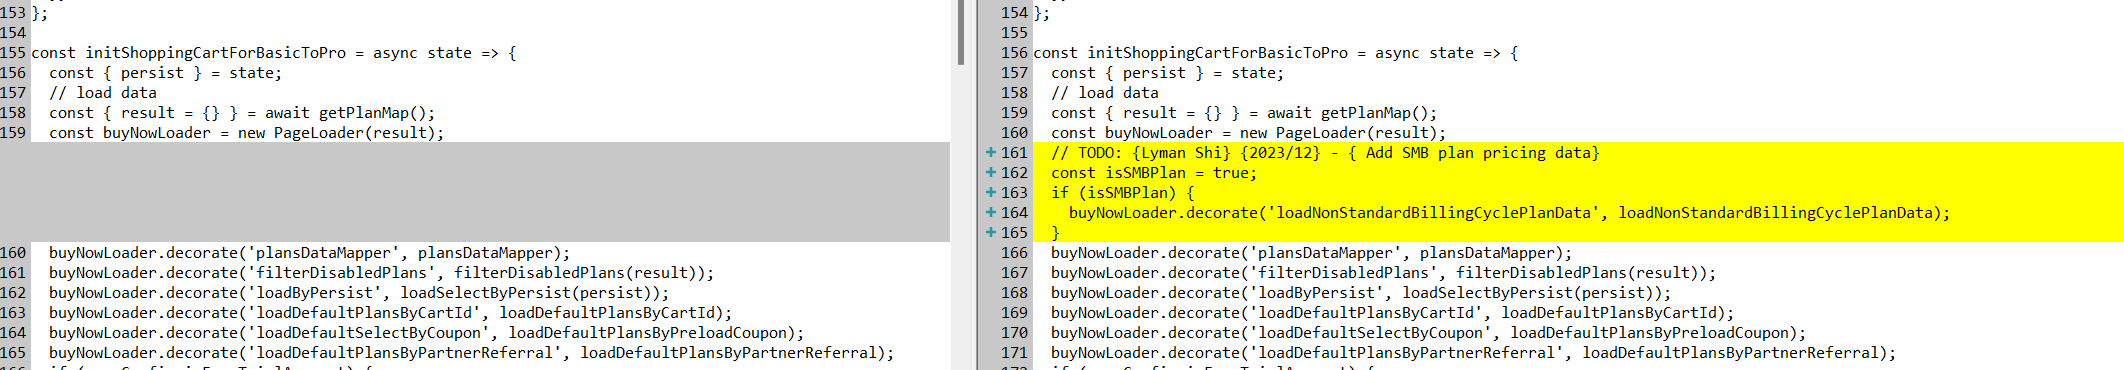 153 };
154
155 const initShoppingCartForBasicToPro = async state => {
156   const { persist } = state;
157   // load data
158   const { result = {} } = await getPlanMap();
159   const buyNowLoader = new PageLoader(result);
160   buyNowLoader.decorate('plansDataMapper', plansDataMapper);
161   buyNowLoader.decorate('filterDisabledPlans', filterDisabledPlans(result));
162   buyNowLoader.decorate('loadByPersist', loadSelectByPersist(persist));
163   buyNowLoader.decorate('loadDefaultPlansByCartId', loadDefaultPlansByCartId);
164   buyNowLoader.decorate('loadDefaultSelectByCoupon', loadDefaultPlansByPreloadCoupon);
165   buyNowLoader.decorate('loadDefaultPlansByPartnerReferral', loadDefaultPlansByPartnerReferral);
154 };
155
156 const initShoppingCartForBasicToPro = async state => {
157   const { persist } = state;
158   // load data
159   const { result = {} } = await getPlanMap();
160   const buyNowLoader = new PageLoader(result);
+ 161   // TODO: {Lyman Shi} {2023/12} - { Add SMB plan pricing data}
+ 162   const isSMBPlan = true;
+ 163   if (isSMBPlan) {
+ 164     buyNowLoader.decorate('loadNonStandardBillingCyclePlanData', loadNonStandardBillingCyclePlanData);
+ 165   }
166   buyNowLoader.decorate('plansDataMapper', plansDataMapper);
167   buyNowLoader.decorate('filterDisabledPlans', filterDisabledPlans(result));
168   buyNowLoader.decorate('loadByPersist', loadSelectByPersist(persist));
169   buyNowLoader.decorate('loadDefaultPlansByCartId', loadDefaultPlansByCartId);
170   buyNowLoader.decorate('loadDefaultSelectByCoupon', loadDefaultPlansByPreloadCoupon);
171   buyNowLoader.decorate('loadDefaultPlansByPartnerReferral', loadDefaultPlansByPartnerReferral);